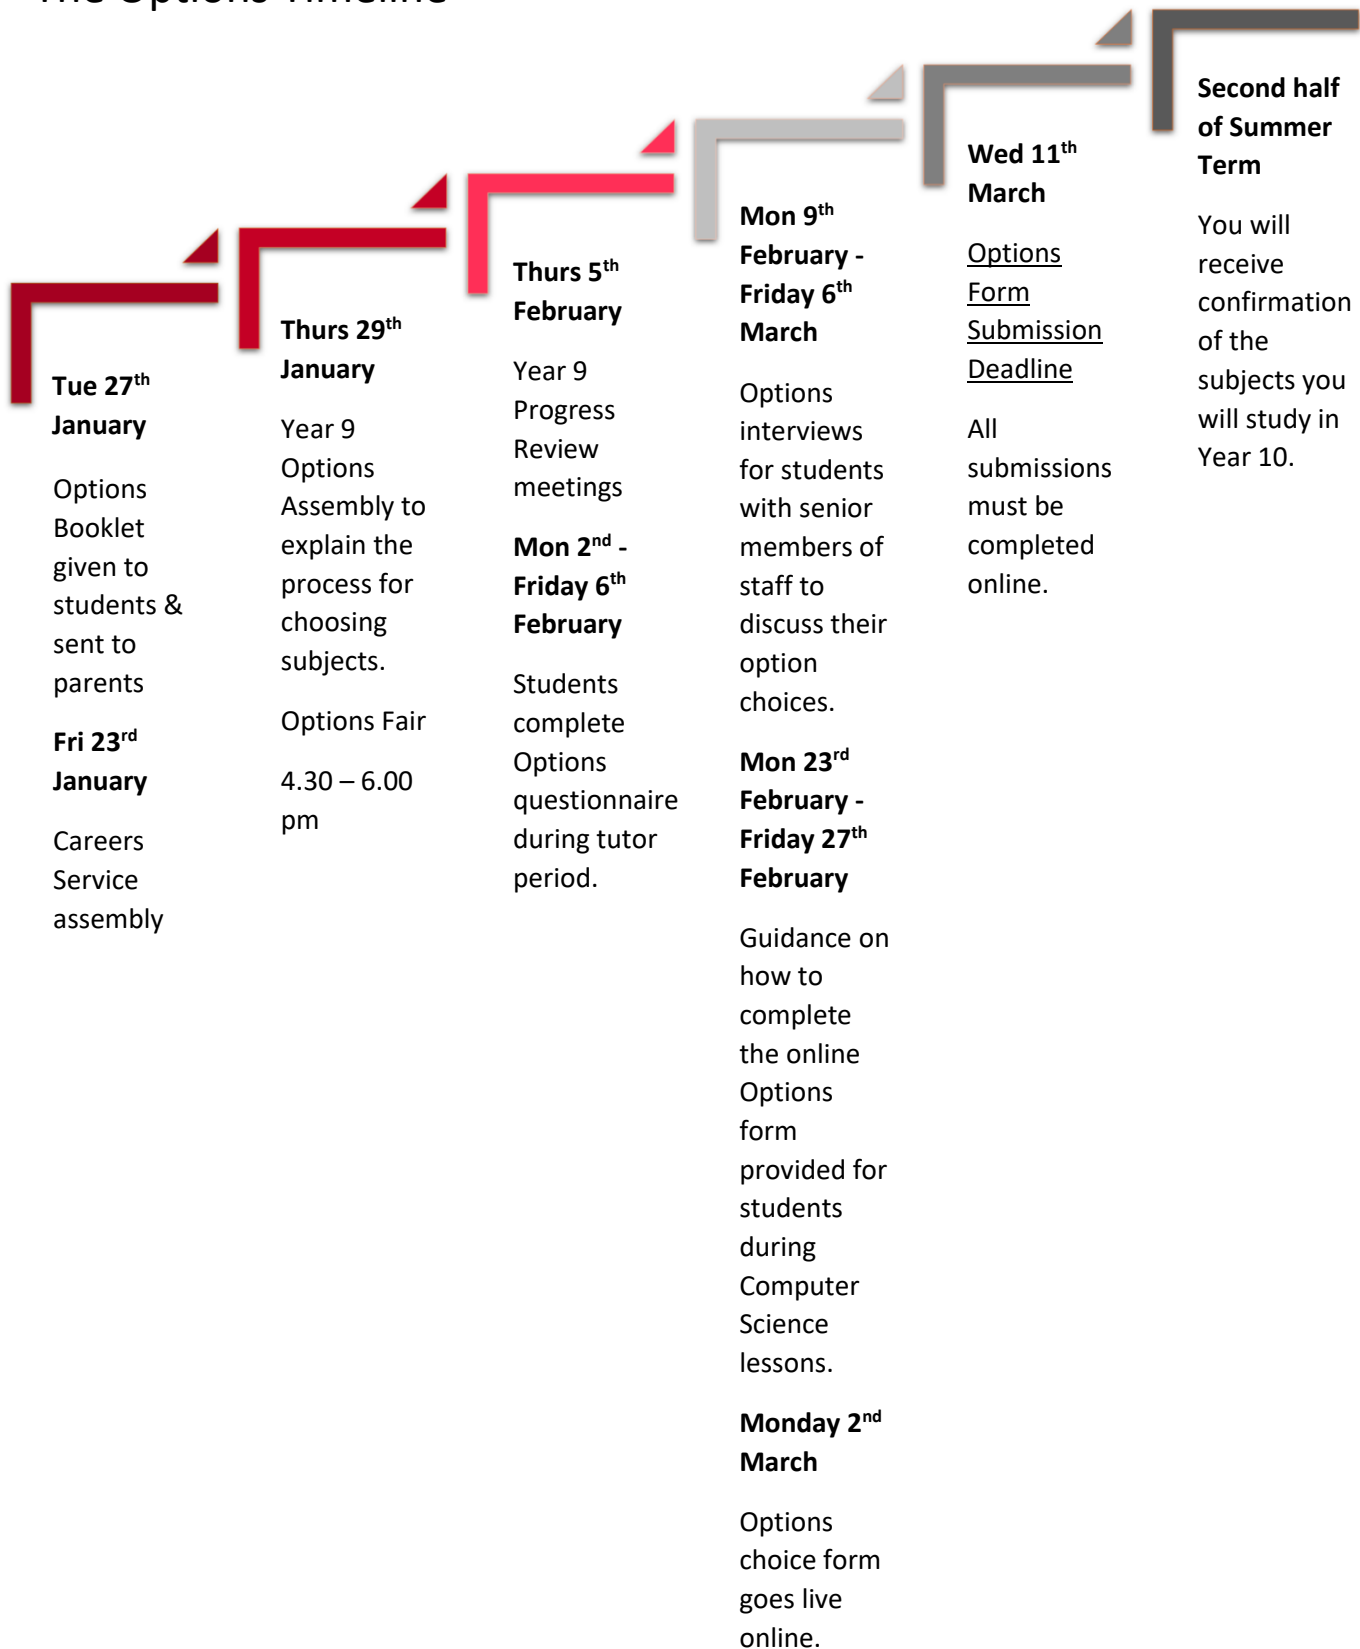 The Options Timeline
Tue 27th
January
Options
Booklet
given to
students &
sent to
parents
Fri 23rd
January
Careers
Service
assembly
Thurs 29th
January
Year 9
Options
Assembly to
explain the
process for
choosing
subjects.
Options Fair
4.30 – 6.00
pm
Thurs 5th
February
Year 9
Progress
Review
meetings
Mon 2nd -
Friday 6th
February
Students
complete
Options
questionnaire
during tutor
period.
Mon 9th
February -
Friday 6th
March
Options
interviews
for students
with senior
members of
staff to
discuss their
option
choices.
Mon 23rd
February -
Friday 27th
February
Guidance on
how to
complete
the online
Options
form
provided for
students
during
Computer
Science
lessons.
Monday 2nd
March
Options
choice form
goes live
online.
Wed 11th
March
Options
Form
Submission
Deadline
All
submissions
must be
completed
online.
Second half
of Summer
Term
You will
receive
confirmation
of the
subjects you
will study in
Year 10.